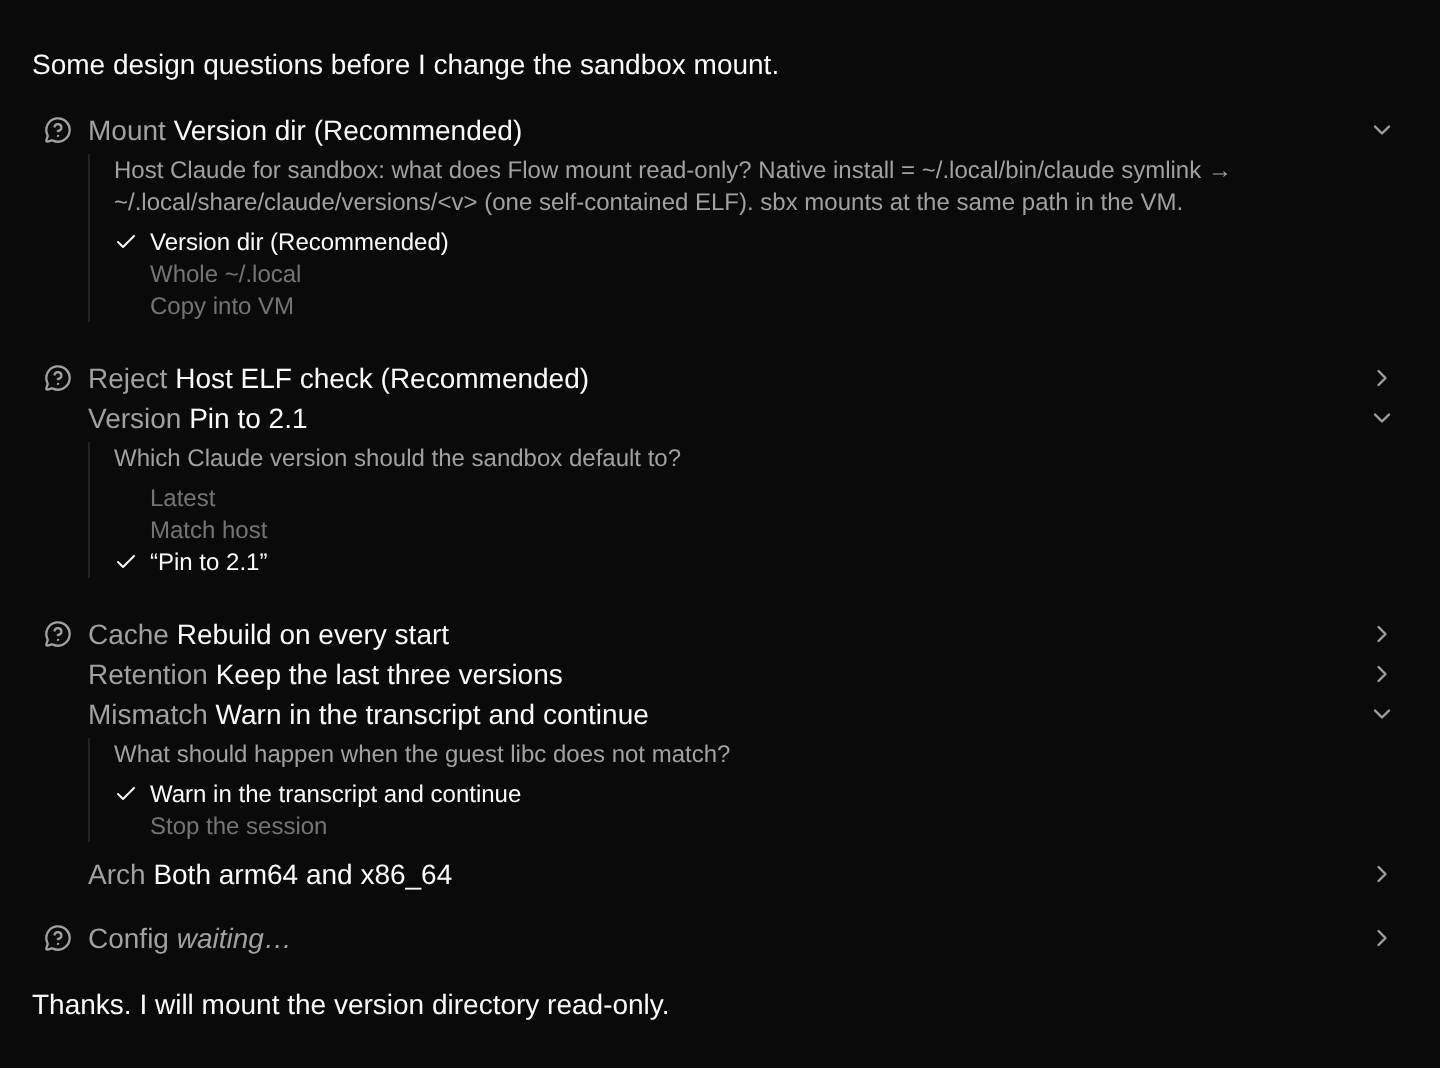 Some design questions before I change the sandbox mount.
Mount Version dir (Recommended)
Host Claude for sandbox: what does Flow mount read-only? Native install = ~/.local/bin/claude symlink →
~/.local/share/claude/versions/<v> (one self-contained ELF). sbx mounts at the same path in the VM.
Version dir (Recommended)
Whole ~/.local
Copy into VM
Reject Host ELF check (Recommended)
Version Pin to 2.1
Which Claude version should the sandbox default to?
Latest
Match host
“Pin to 2.1”
Cache Rebuild on every start
Retention Keep the last three versions
Mismatch Warn in the transcript and continue
What should happen when the guest libc does not match?
Warn in the transcript and continue
Stop the session
Arch Both arm64 and x86_64
Config waiting…
Thanks. I will mount the version directory read-only.